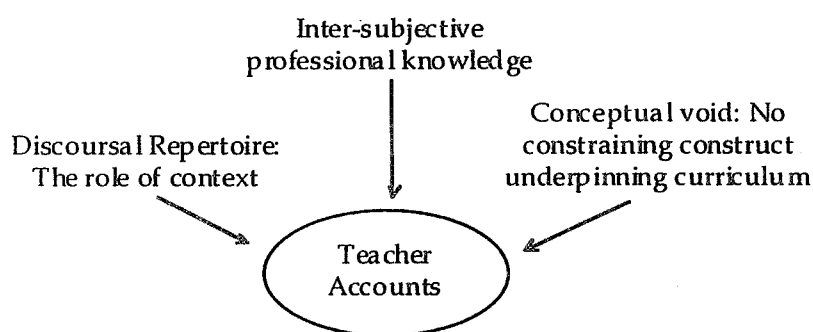 Inter-subjective
professional knowledge
Discoursal Repertoire:
The role of context
Conceptual void: No
constraining construct
underpinning curriculum
Teacher
Accounts